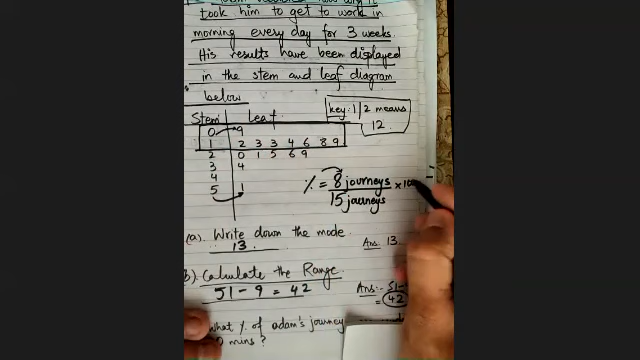 took him to get to work in
morning every day for 3 weeks.
His results have been displayed
in the stem and leaf diagram
below
key: 1|2 means
12.
Stem Leaf
0 9
1 2 3 3 4 6 8 9
2 0 1 5 6 9
3 4
4
5 1
% = 8 journeys × 10
15 journeys
(a). Write down the mode
13
Ans. 13.
b). Calculate the Range.
51 - 9 = 42
Ans:- 51-
= 42
what % of adam's journey
mins ?